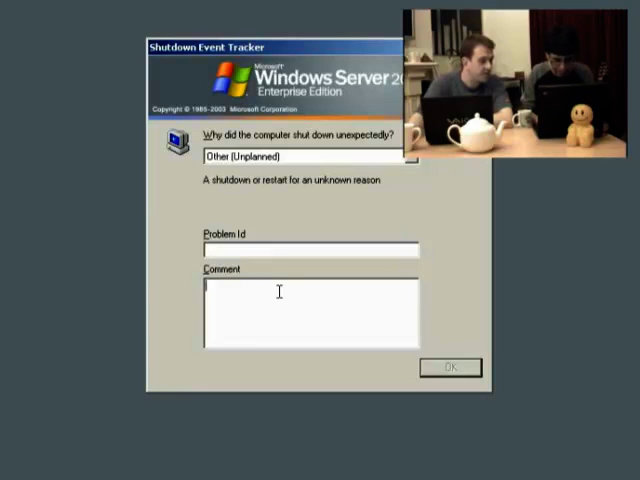 Shutdown Event Tracker
Microsoft
Windows Server 20
Enterprise Edition
Copyright © 1985-2003 Microsoft Corporation
Why did the computer shut down unexpectedly?
Other (Unplanned)
A shutdown or restart for an unknown reason
Problem Id
Comment
OK